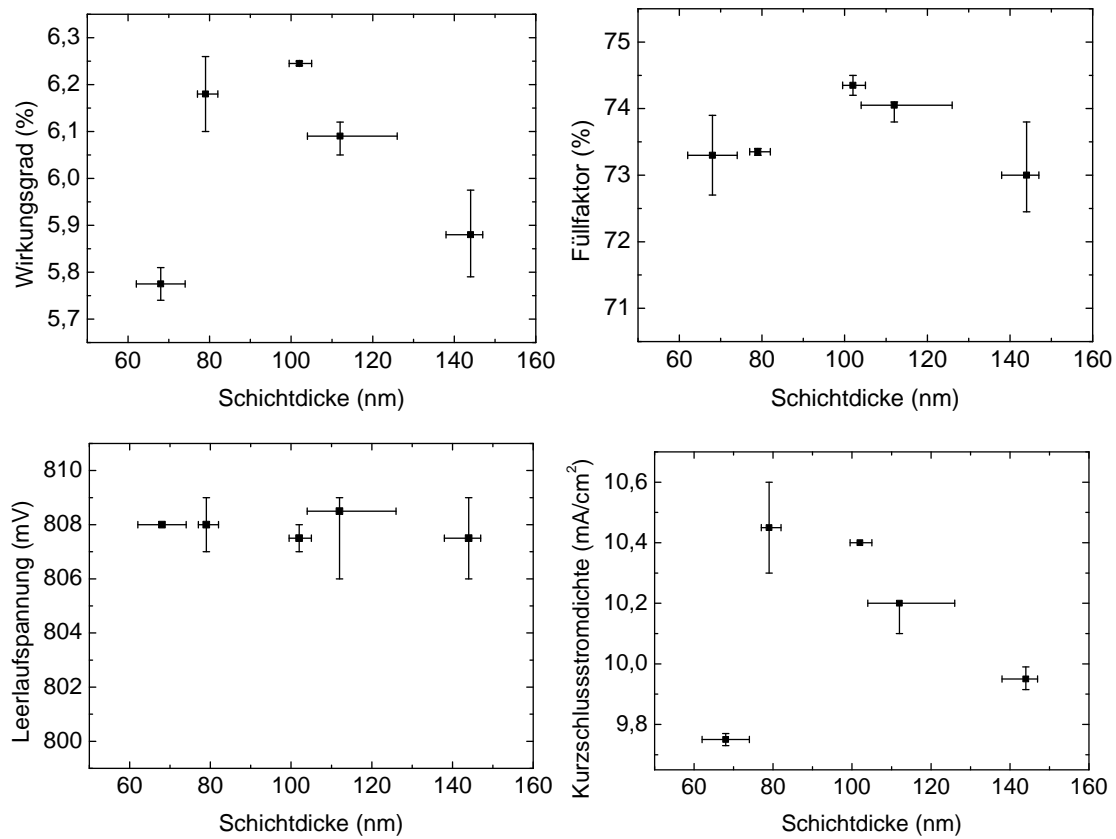 6,3
6,2
6,1
6,0
5,9
5,8
5,7
Wirkungsgrad (%)
60 80 100 120 140 160
Schichtdicke (nm)
75
74
73
72
71
Füllfaktor (%)
60 80 100 120 140 160
Schichtdicke (nm)
810
808
806
804
802
800
Leerlaufspannung (mV)
60 80 100 120 140 160
Schichtdicke (nm)
10,6
10,4
10,2
10,0
9,8
Kurzschlussstromdichte (mA/cm²)
60 80 100 120 140 160
Schichtdicke (nm)